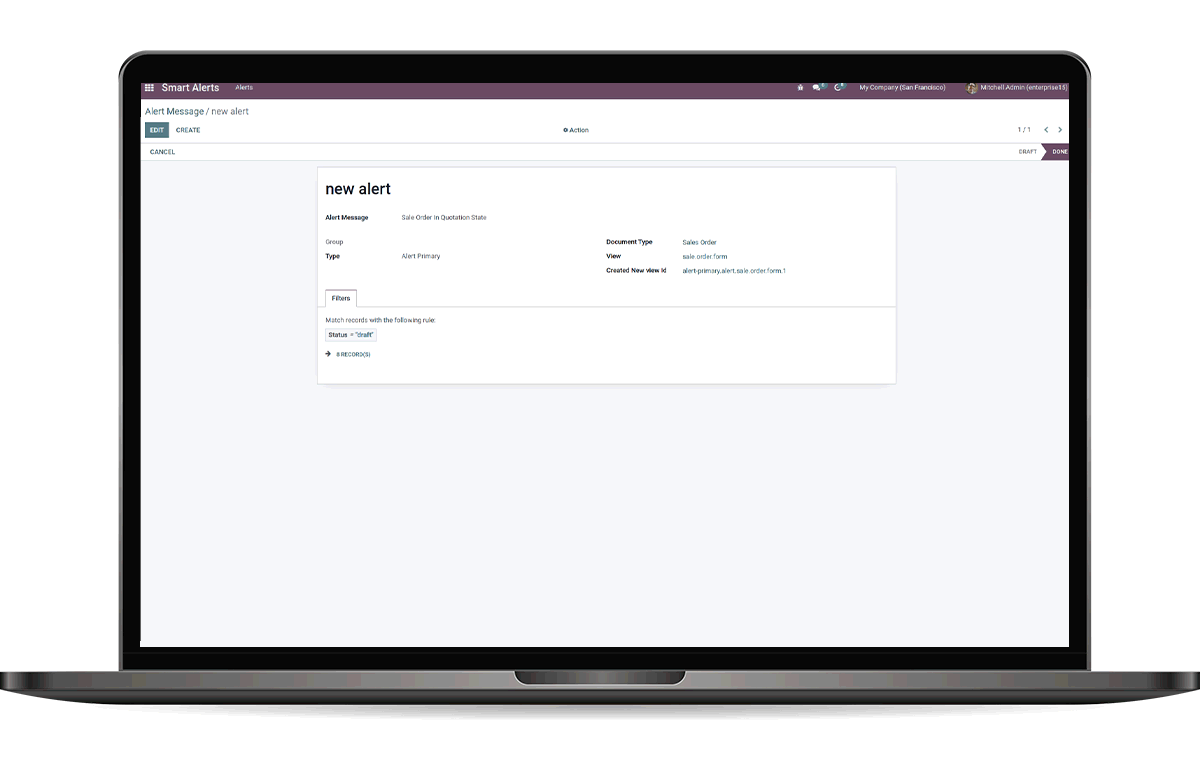 Smart Alerts Alerts My Company (San Francisco) Mitchell Admin (enterprise15)
Alert Message / new alert
EDIT CREATE Action 1 / 1
CANCEL DRAFT DONE
new alert
Alert Message Sale Order In Quotation State
Group Document Type Sales Order
Type Alert Primary View sale.order.form
Created New view Id alert-primary.alert.sale.order.form.1
Filters
Match records with the following rule:
Status = "draft"
8 RECORD(S)